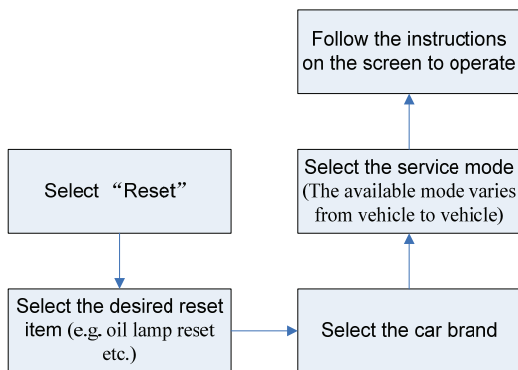 Follow the instructions
on the screen to operate
Select “Reset”
Select the service mode
(The available mode varies
from vehicle to vehicle)
Select the desired reset
item (e.g. oil lamp reset
etc.)
Select the car brand